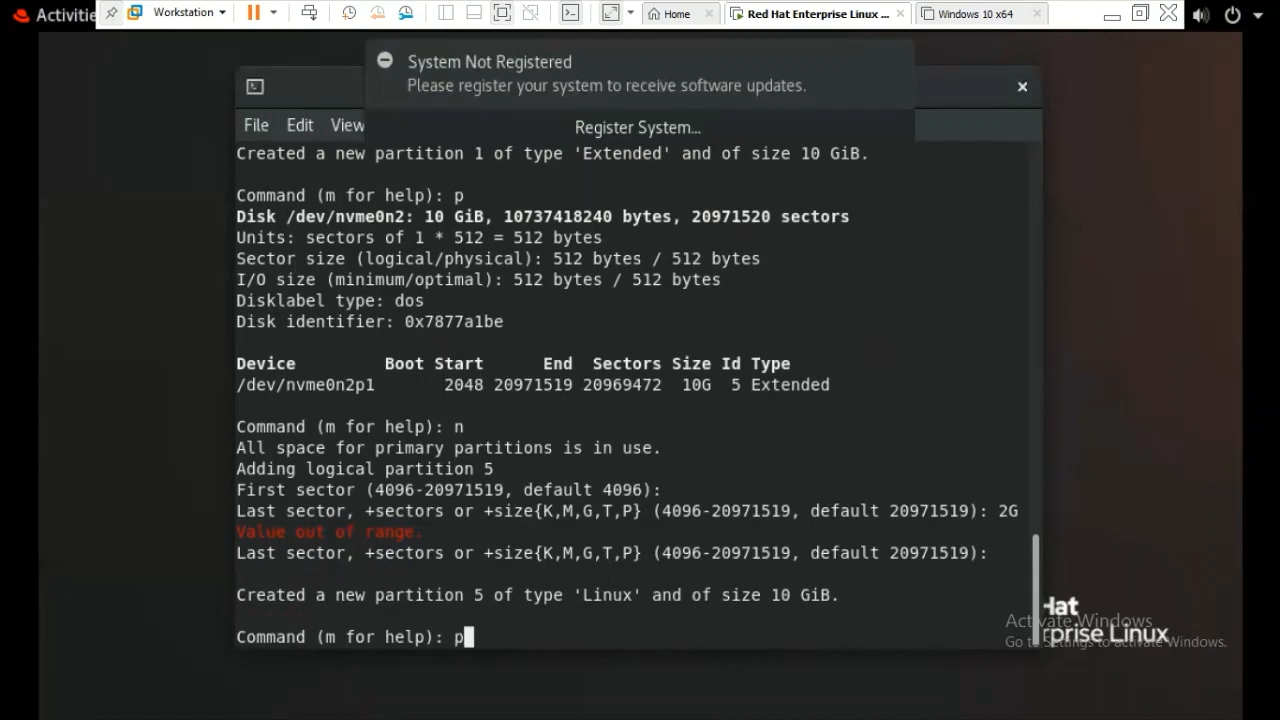 Activities
Workstation
Home
Red Hat Enterprise Linux ...
Windows 10 x64
System Not Registered
Please register your system to receive software updates.
Register System...
File Edit View
Created a new partition 1 of type 'Extended' and of size 10 GiB.
Command (m for help): p
Disk /dev/nvme0n2: 10 GiB, 10737418240 bytes, 20971520 sectors
Units: sectors of 1 * 512 = 512 bytes
Sector size (logical/physical): 512 bytes / 512 bytes
I/O size (minimum/optimal): 512 bytes / 512 bytes
Disklabel type: dos
Disk identifier: 0x7877a1be
Device Boot Start End Sectors Size Id Type
/dev/nvme0n2p1 2048 20971519 20969472 10G 5 Extended
Command (m for help): n
All space for primary partitions is in use.
Adding logical partition 5
First sector (4096-20971519, default 4096):
Last sector, +sectors or +size{K,M,G,T,P} (4096-20971519, default 20971519): 2G
Value out of range.
Last sector, +sectors or +size{K,M,G,T,P} (4096-20971519, default 20971519):
Created a new partition 5 of type 'Linux' and of size 10 GiB.
Command (m for help): p
Hat
rprise Linux
Activate Windows
Go to Settings to activate Windows.